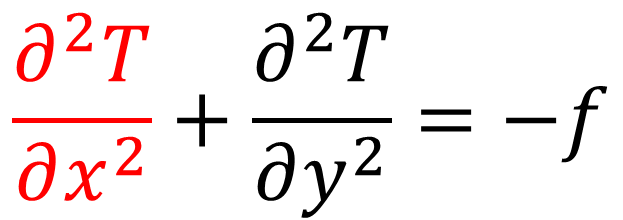 ∂²T/∂x² + ∂²T/∂y² = −f